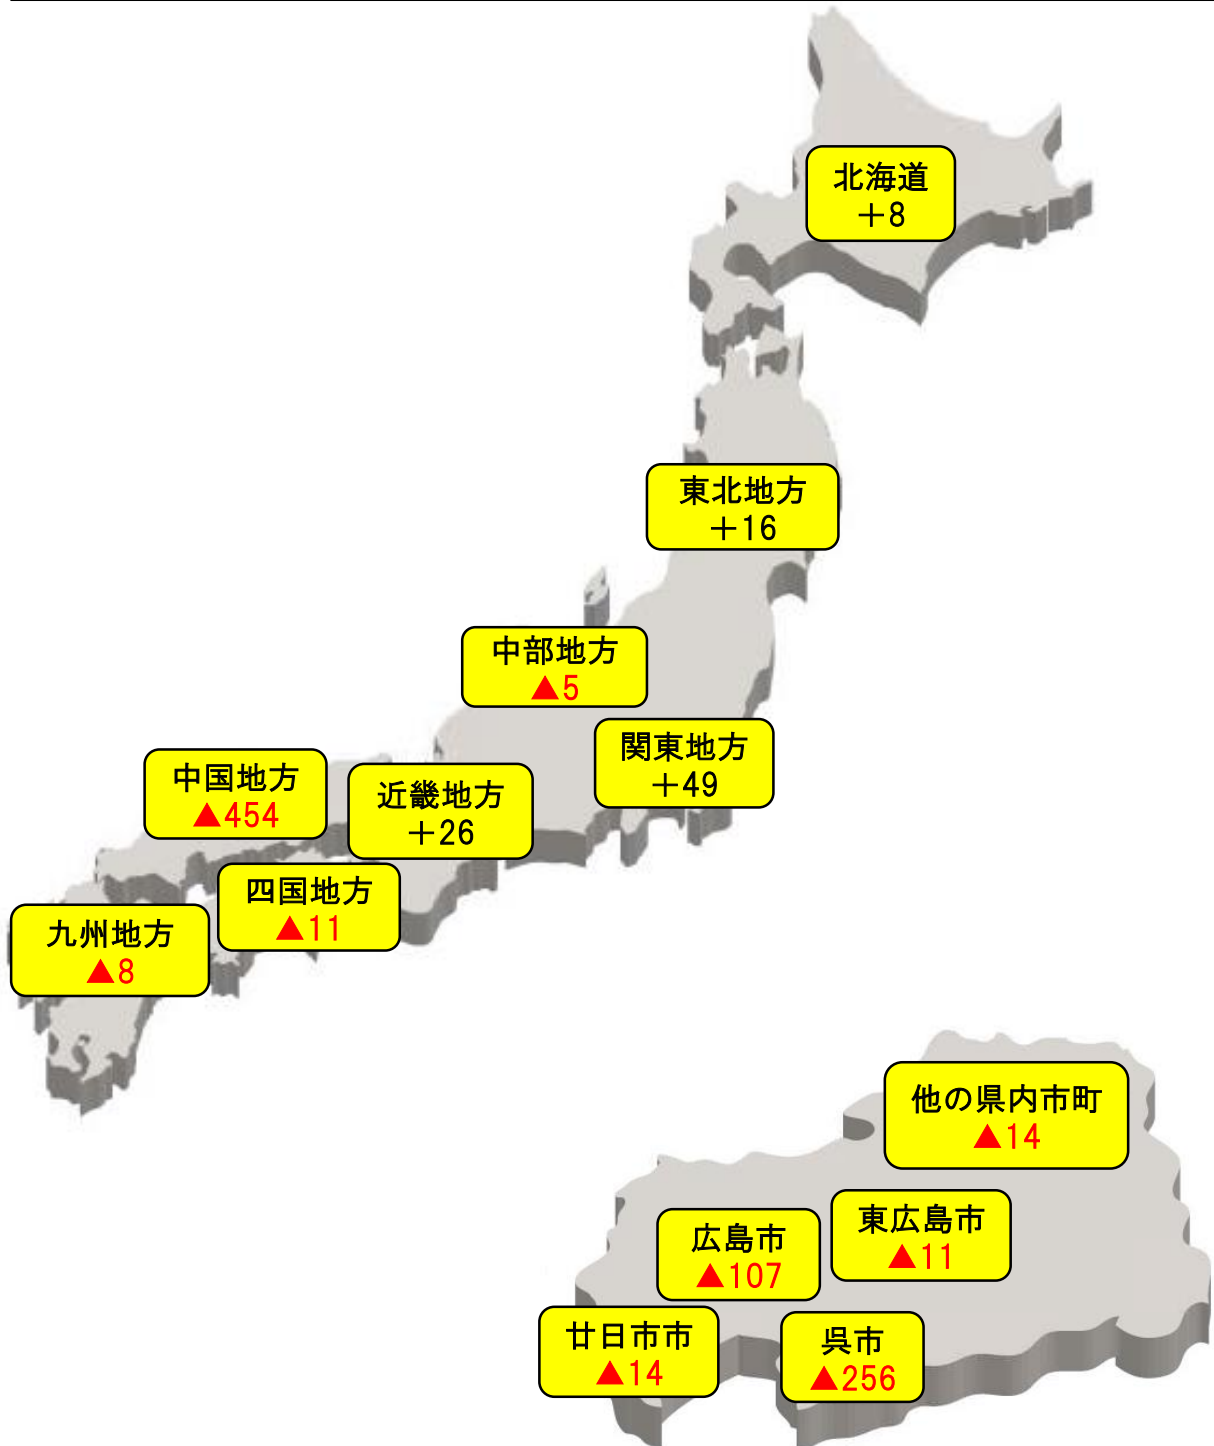 北海道
＋8
東北地方
＋16
中部地方
▲5
関東地方
＋49
中国地方
▲454
近畿地方
＋26
四国地方
▲11
九州地方
▲8
他の県内市町
▲14
東広島市
▲11
広島市
▲107
廿日市市
▲14
呉市
▲256